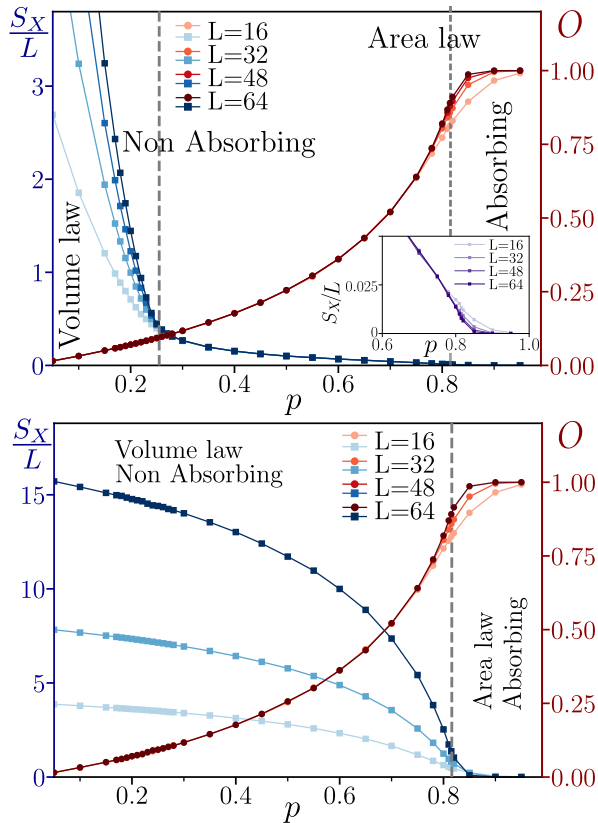 S_X/L
O
L=16
L=32
L=48
L=64
Area law
Non Absorbing
Volume law
Absorbing
3
2
1
0
1.00
0.75
0.50
0.25
0.00
S_X/L
0.025
0
L=16
L=32
L=48
L=64
0.6
p
0.8
1.0
0.2
0.4
0.6
0.8
p
S_X/L
O
Volume law
Non Absorbing
L=16
L=32
L=48
L=64
Area law
Absorbing
15
10
5
0
1.00
0.75
0.50
0.25
0.00
0.2
0.4
0.6
0.8
p